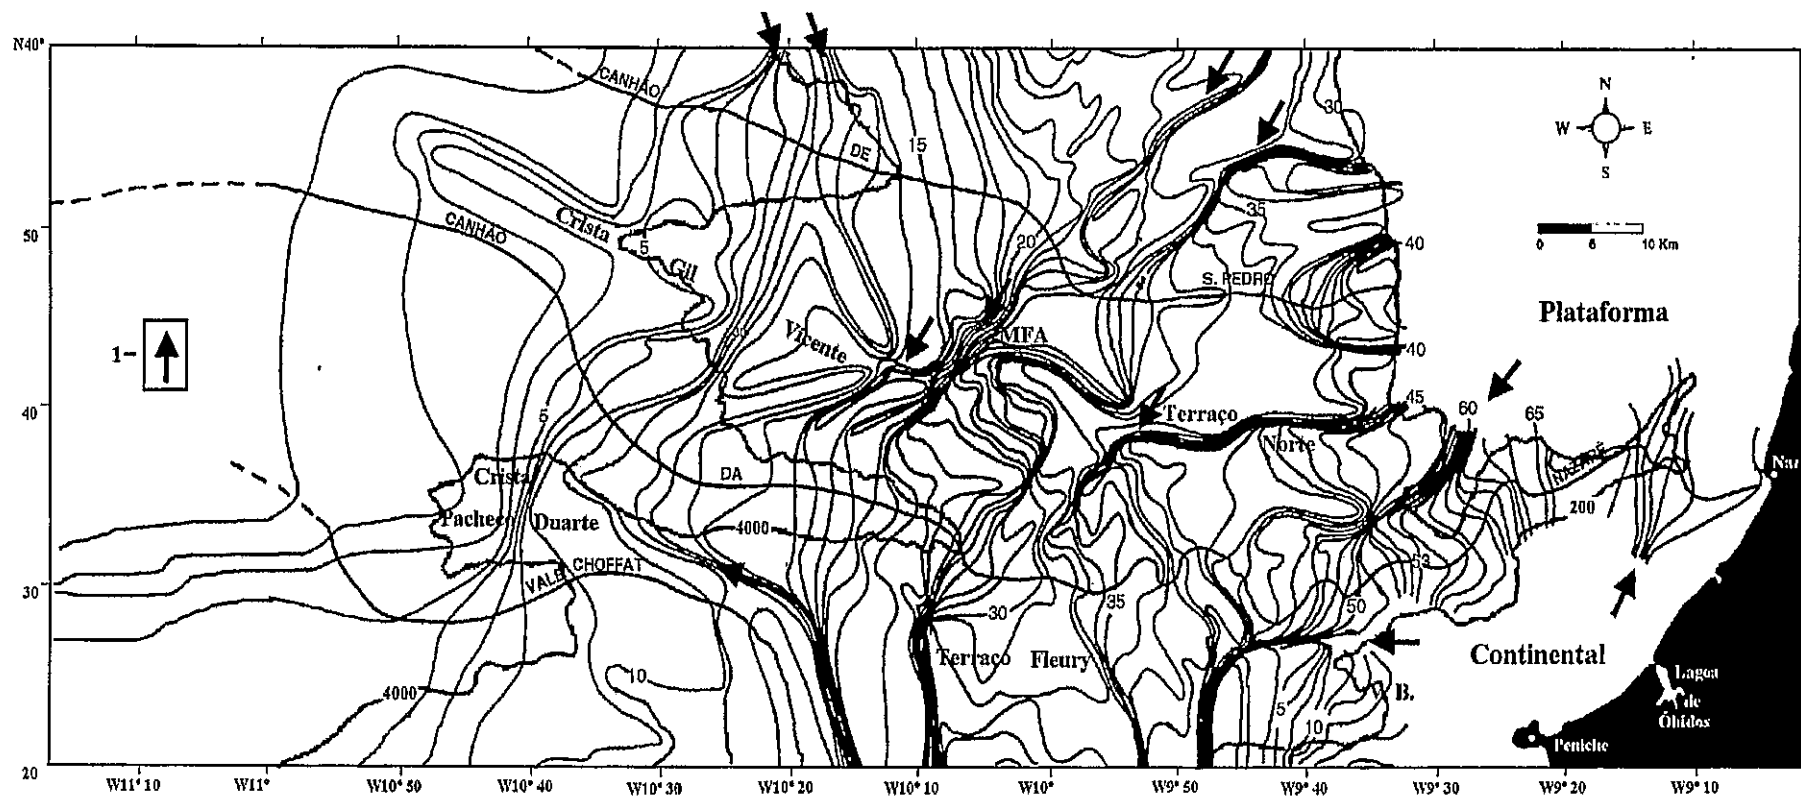 N40°
CANHÃO
DE
15
30
N
W E
S
50
CANHÃO
Crista
5
Gil
35
20
S. PEDRO
40
0 10 Km
Plataforma
1-
Vicente
MFA
40
40
5
Terraço
Norte
45
60
65
NAZARÉ
Crista
DA
Pacheco Duarte
4000
200
Naz
VALE CHOFFAT
53
30
30
35
50
Terraço Fleury
Continental
4000
10
V. B.
5
10
Lagoa
de
Óbidos
Peniche
20
W11°10 W11° W10°50 W10°40 W10°30 W10°20 W10°10 W10° W9°50 W9°40 W9°30 W9°20 W9°10